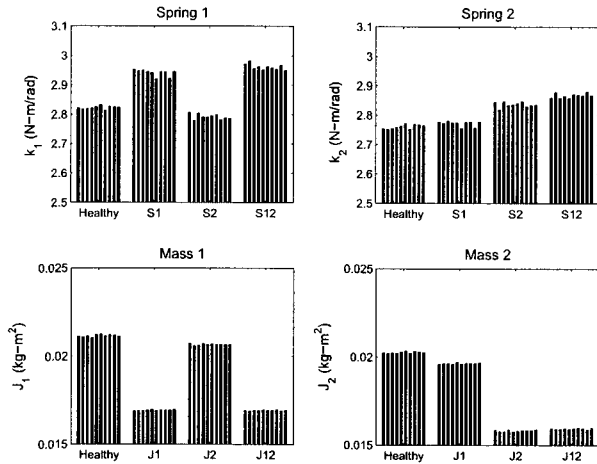 Spring 1
3.1
3
2.9
2.8
2.7
2.6
2.5
k1 (N−m/rad)
Healthy S1 S2 S12
Spring 2
3.1
3
2.9
2.8
2.7
2.6
2.5
k2 (N−m/rad)
Healthy S1 S2 S12
Mass 1
0.025
0.02
0.015
J1 (kg−m²)
Healthy J1 J2 J12
Mass 2
0.025
0.02
0.015
J2 (kg−m²)
Healthy J1 J2 J12